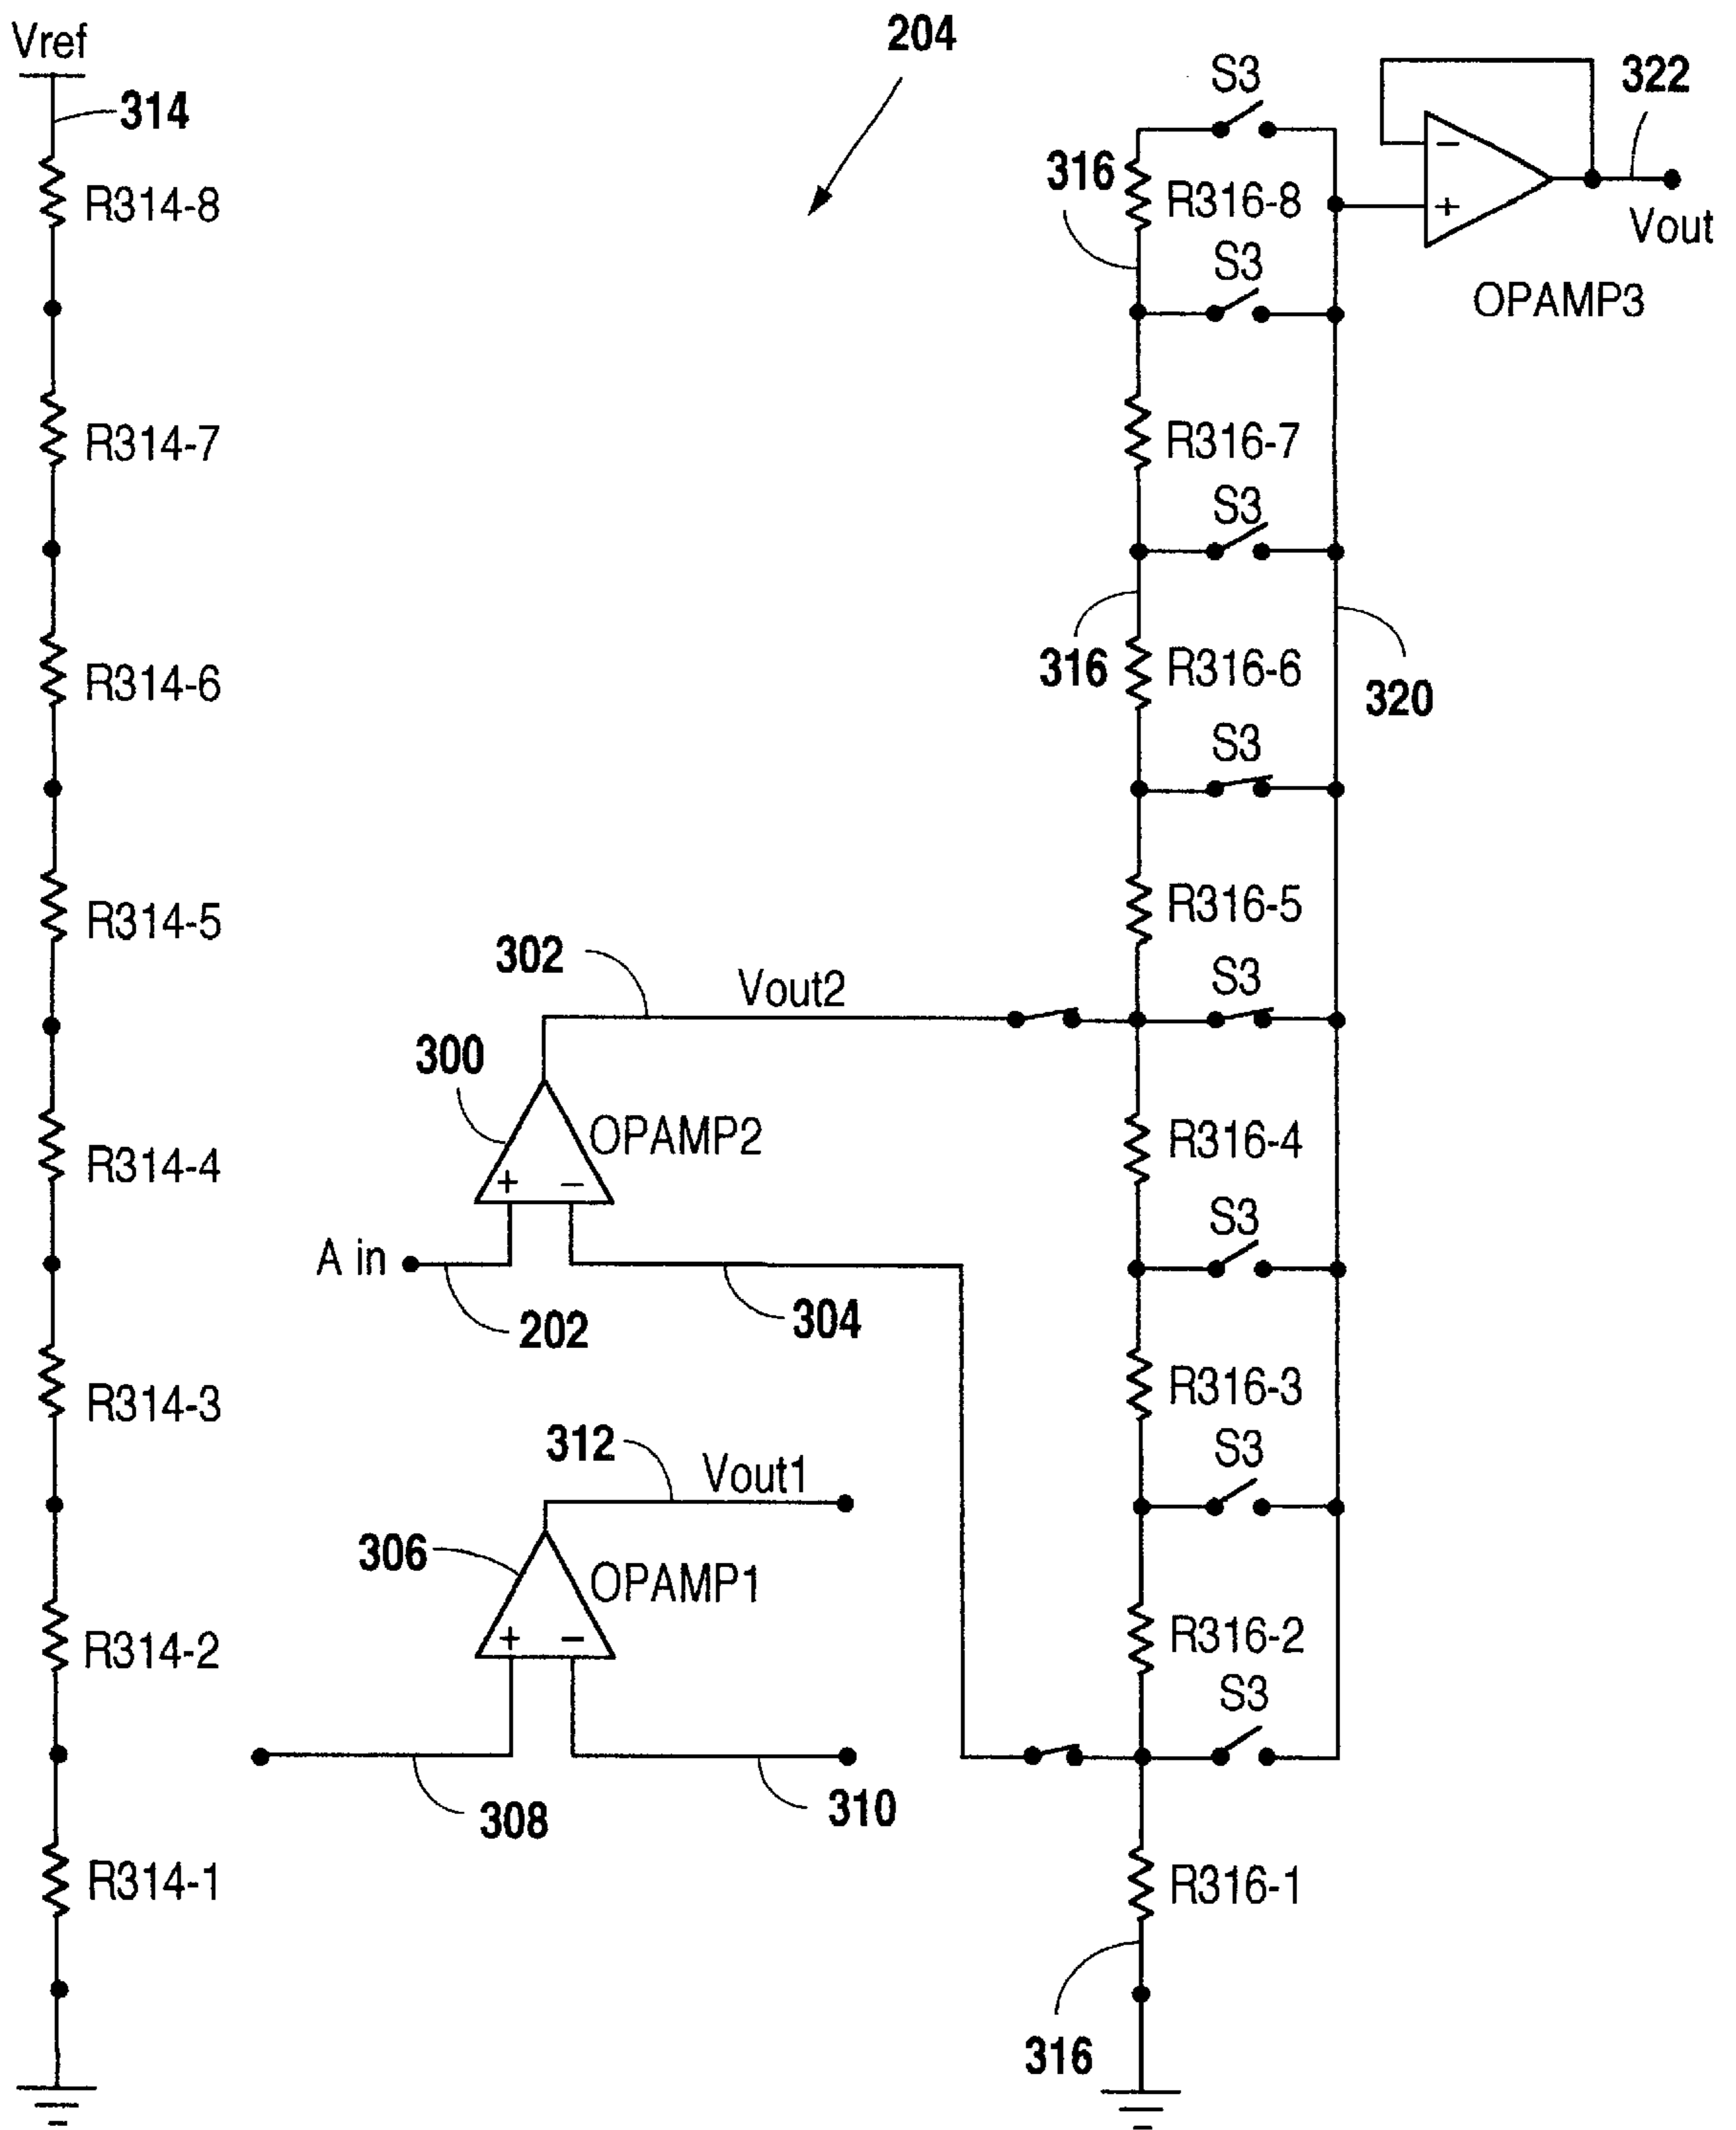 Vref
204
S3
322
314
316
R316-8
−
+
Vout
R314-8
S3
OPAMP3
R314-7
R316-7
S3
R314-6
316
R316-6
320
S3
R314-5
R316-5
302
Vout2
S3
300
OPAMP2
R316-4
R314-4
+ −
S3
A in
202
304
R314-3
R316-3
312
Vout1
S3
306
OPAMP1
R314-2
+ −
R316-2
S3
308
310
R314-1
R316-1
316